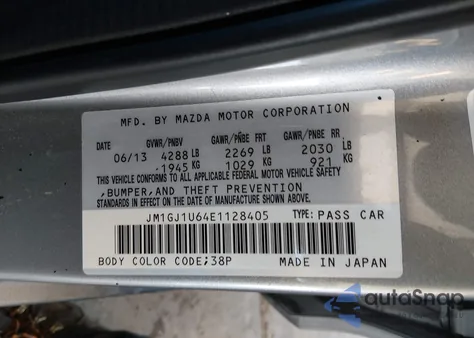 MFD. BY MAZDA MOTOR CORPORATION
GVWR/PNBV GAWR/PNBE FRT GAWR/PNBE RR
06/13 4288 LB 2269 LB 2030 LB
1945 KG 1029 KG 921 KG
THIS VEHICLE CONFORMS TO ALL APPLICABLE FEDERAL MOTOR VEHICLE SAFETY
,BUMPER,AND THEFT PREVENTION
STANDARDS IN EFFECT ON THE DATE OF MANUFACTURE SHOWN ABOVE.
JM1GJ1U64E1128405 TYPE: PASS CAR
BODY COLOR CODE;38P MADE IN JAPAN
autoSnap